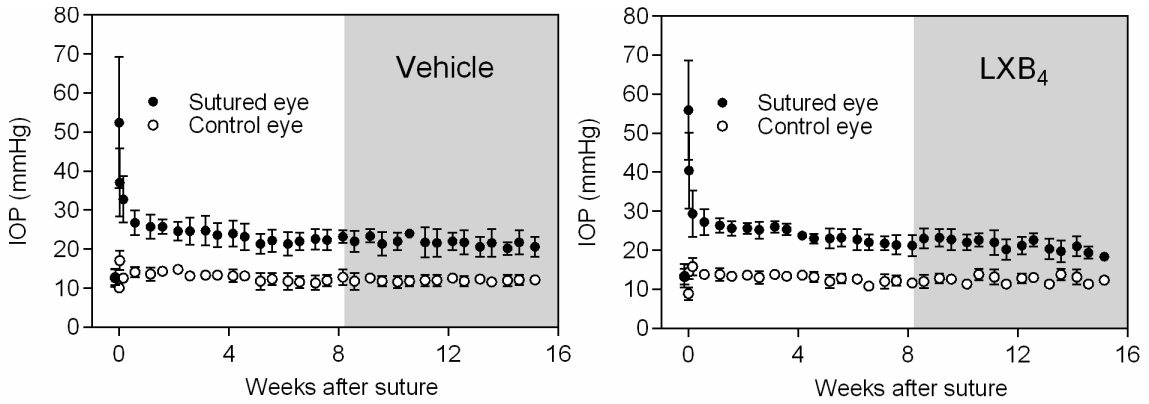 80
70
60
50
40
30
20
10
0
IOP (mmHg)
Vehicle
Sutured eye
Control eye
0 4 8 12 16
Weeks after suture
80
70
60
50
40
30
20
10
0
IOP (mmHg)
LXB4
Sutured eye
Control eye
0 4 8 12 16
Weeks after suture